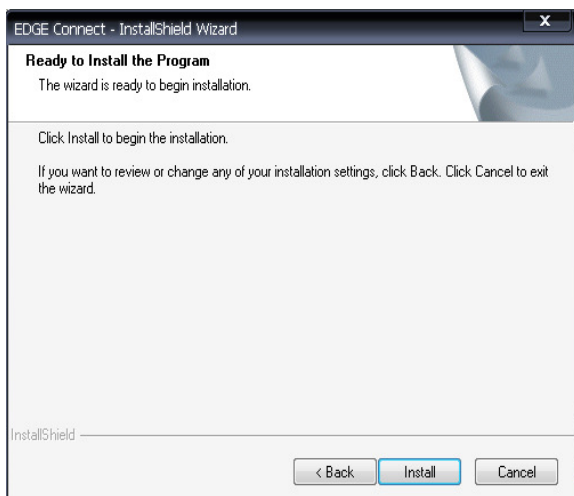 EDGE Connect - InstallShield Wizard
X
Ready to Install the Program
The wizard is ready to begin installation.
Click Install to begin the installation.
If you want to review or change any of your installation settings, click Back. Click Cancel to exit
the wizard.
InstallShield
< Back Install Cancel